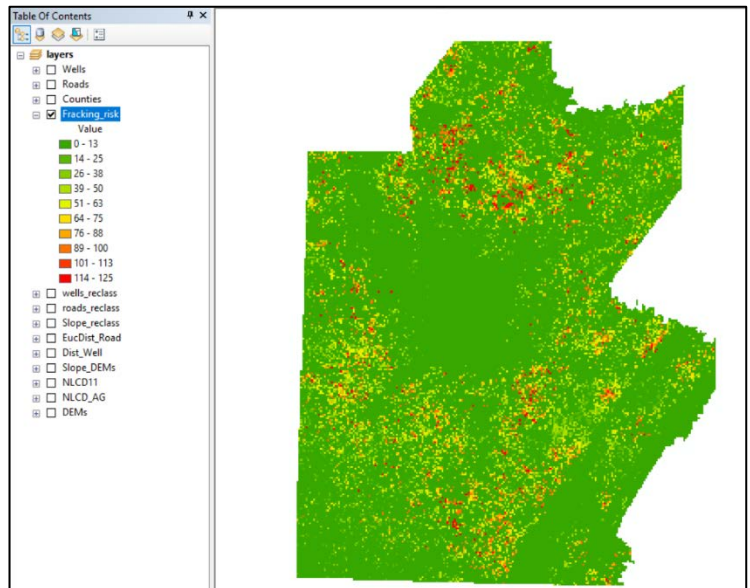 Table Of Contents
layers
Wells
Roads
Counties
Fracking_risk
Value
0 - 13
14 - 25
26 - 38
39 - 50
51 - 63
64 - 75
76 - 88
89 - 100
101 - 113
114 - 125
wells_reclass
roads_reclass
Slope_reclass
EucDist_Road
Dist_Well
Slope_DEMs
NLCD11
NLCD_AG
DEMs